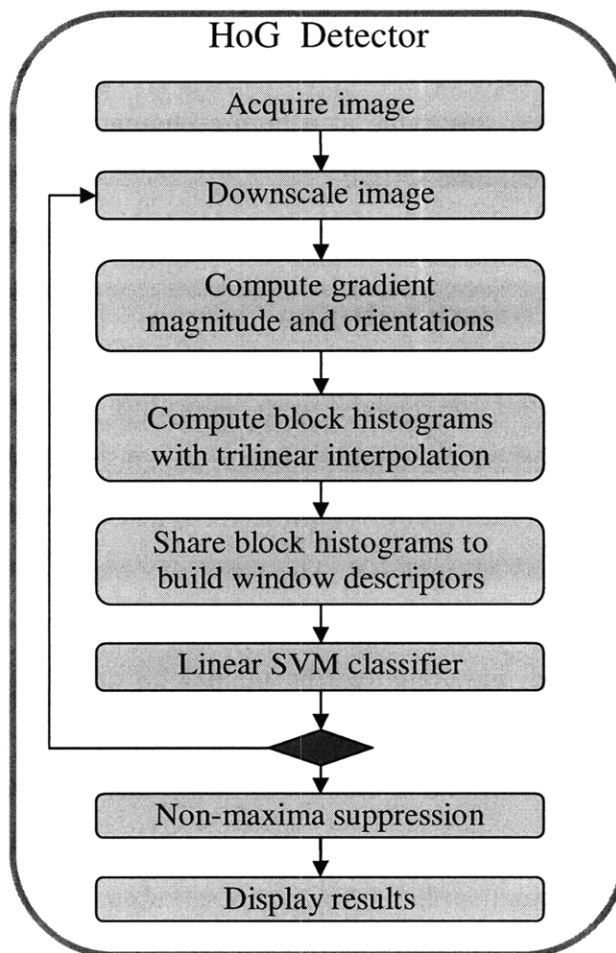 HoG Detector
Acquire image
Downscale image
Compute gradient
magnitude and orientations
Compute block histograms
with trilinear interpolation
Share block histograms to
build window descriptors
Linear SVM classifier
Non-maxima suppression
Display results